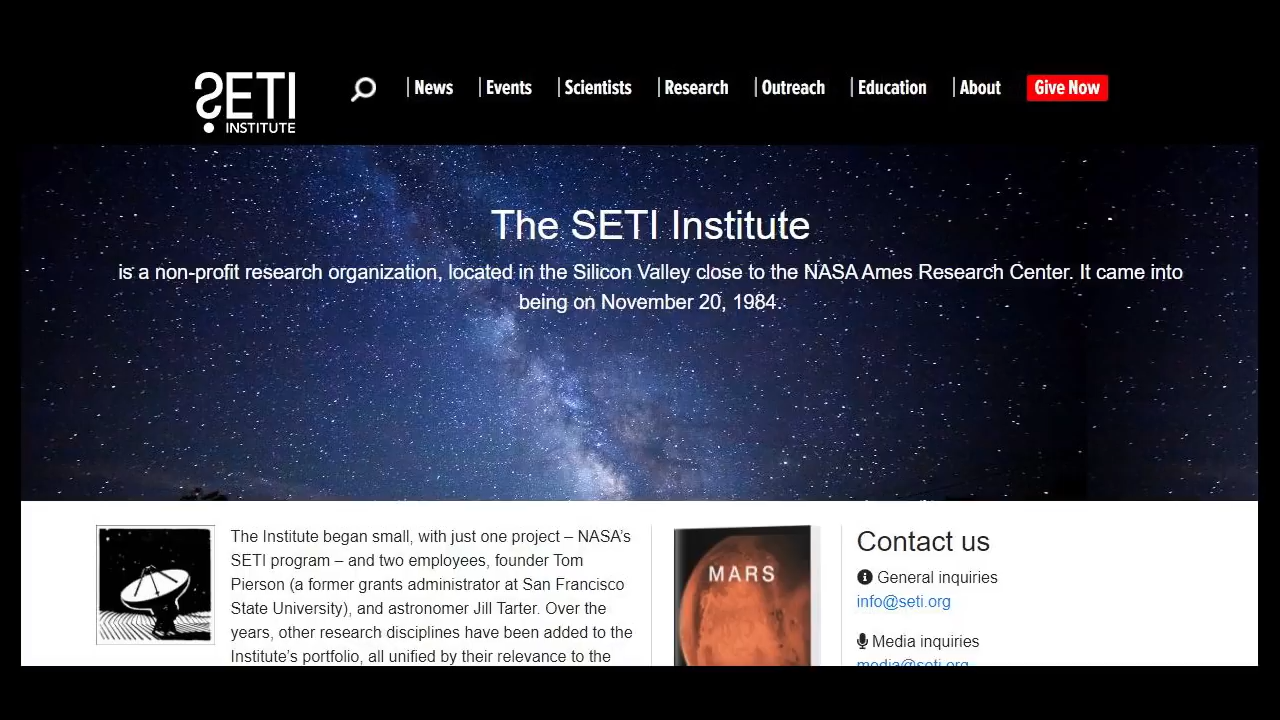 SETI
INSTITUTE
News
Events
Scientists
Research
Outreach
Education
About
Give Now
The SETI Institute
is a non-profit research organization, located in the Silicon Valley close to the NASA Ames Research Center. It came into
being on November 20, 1984.
The Institute began small, with just one project – NASA's
SETI program – and two employees, founder Tom
Pierson (a former grants administrator at San Francisco
State University), and astronomer Jill Tarter. Over the
years, other research disciplines have been added to the
Institute's portfolio, all unified by their relevance to the
MARS
Contact us
General inquiries
info@seti.org
Media inquiries
media@seti.org